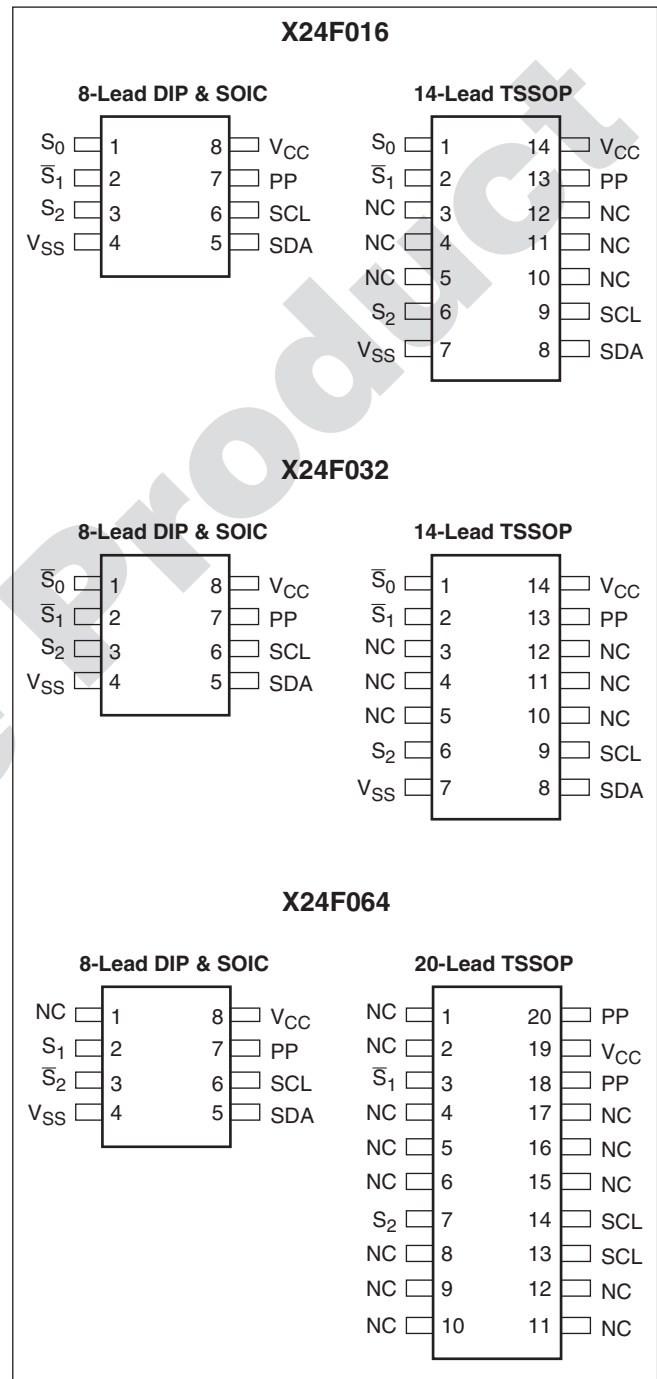 X24F016
8-Lead DIP & SOIC
S0 1 8 VCC
S̅1 2 7 PP
S2 3 6 SCL
VSS 4 5 SDA
14-Lead TSSOP
S0 1 14 VCC
S̅1 2 13 PP
NC 3 12 NC
NC 4 11 NC
NC 5 10 NC
S2 6 9 SCL
VSS 7 8 SDA
X24F032
8-Lead DIP & SOIC
S̅0 1 8 VCC
S̅1 2 7 PP
S2 3 6 SCL
VSS 4 5 SDA
14-Lead TSSOP
S̅0 1 14 VCC
S̅1 2 13 PP
NC 3 12 NC
NC 4 11 NC
NC 5 10 NC
S2 6 9 SCL
VSS 7 8 SDA
X24F064
8-Lead DIP & SOIC
NC 1 8 VCC
S1 2 7 PP
S̅2 3 6 SCL
VSS 4 5 SDA
20-Lead TSSOP
NC 1 20 PP
NC 2 19 VCC
S̅1 3 18 PP
NC 4 17 NC
NC 5 16 NC
NC 6 15 NC
S2 7 14 SCL
NC 8 13 SCL
NC 9 12 NC
NC 10 11 NC
Product